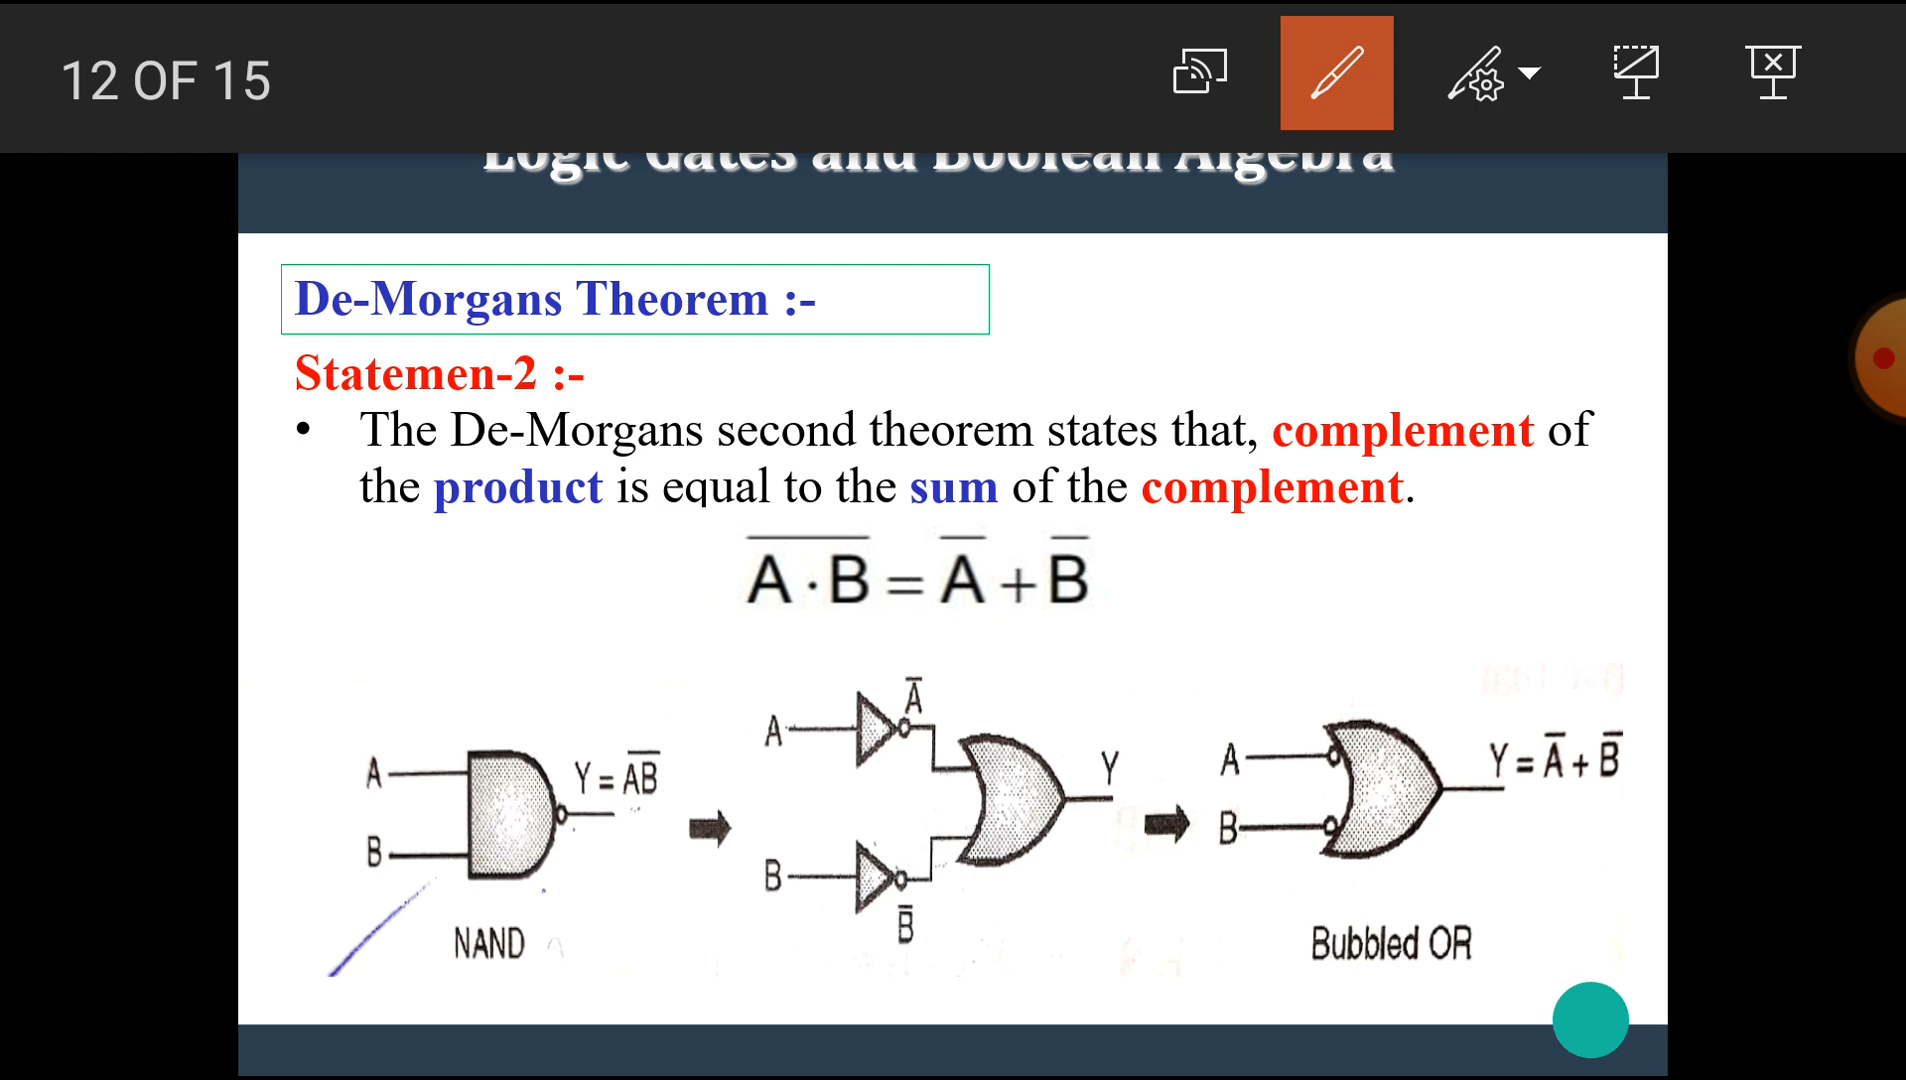 12 OF 15
Logic Gates and Boolean Algebra
De-Morgans Theorem :-
Statemen-2 :-
• The De-Morgans second theorem states that, complement of
the product is equal to the sum of the complement.
A̅ ̅·̅ ̅B̅ = A̅ + B̅
A
B
Y = A̅B̅
NAND
A
A̅
B
B̅
Y
A
B
Y = A̅ + B̅
Bubbled OR